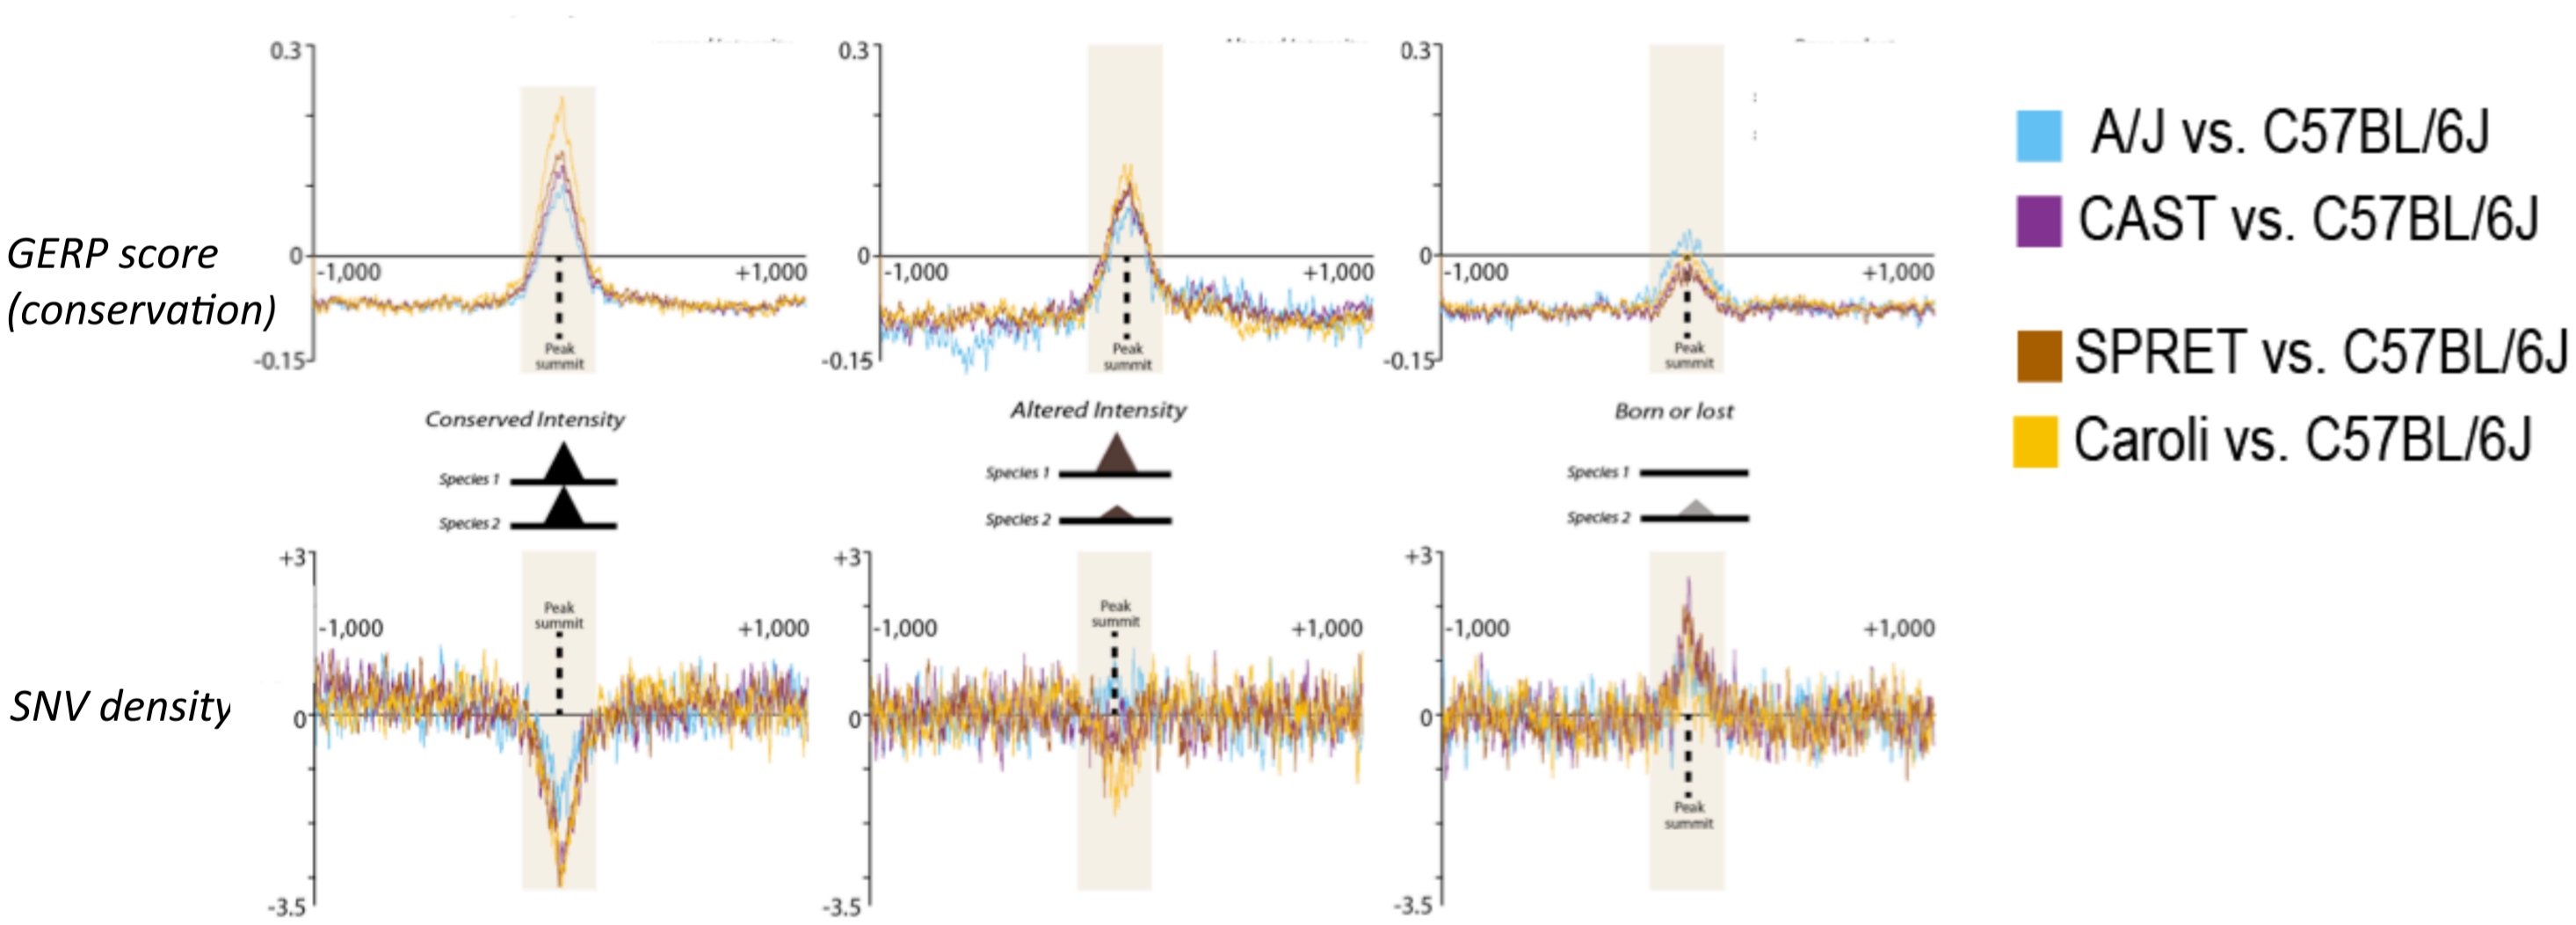 0.3
0
-0.15
-1,000
+1,000
Peak
summit
0.3
0
-0.15
-1,000
+1,000
Peak
summit
0.3
0
-0.15
-1,000
+1,000
Peak
summit
GERP score
(conservation)
A/J vs. C57BL/6J
CAST vs. C57BL/6J
SPRET vs. C57BL/6J
Caroli vs. C57BL/6J
Conserved Intensity
Species 1
Species 2
Altered Intensity
Species 1
Species 2
Born or lost
Species 1
Species 2
SNV density
+3
0
-3.5
-1,000
+1,000
Peak
summit
+3
0
-3.5
-1,000
+1,000
Peak
summit
+3
0
-3.5
-1,000
+1,000
Peak
summit